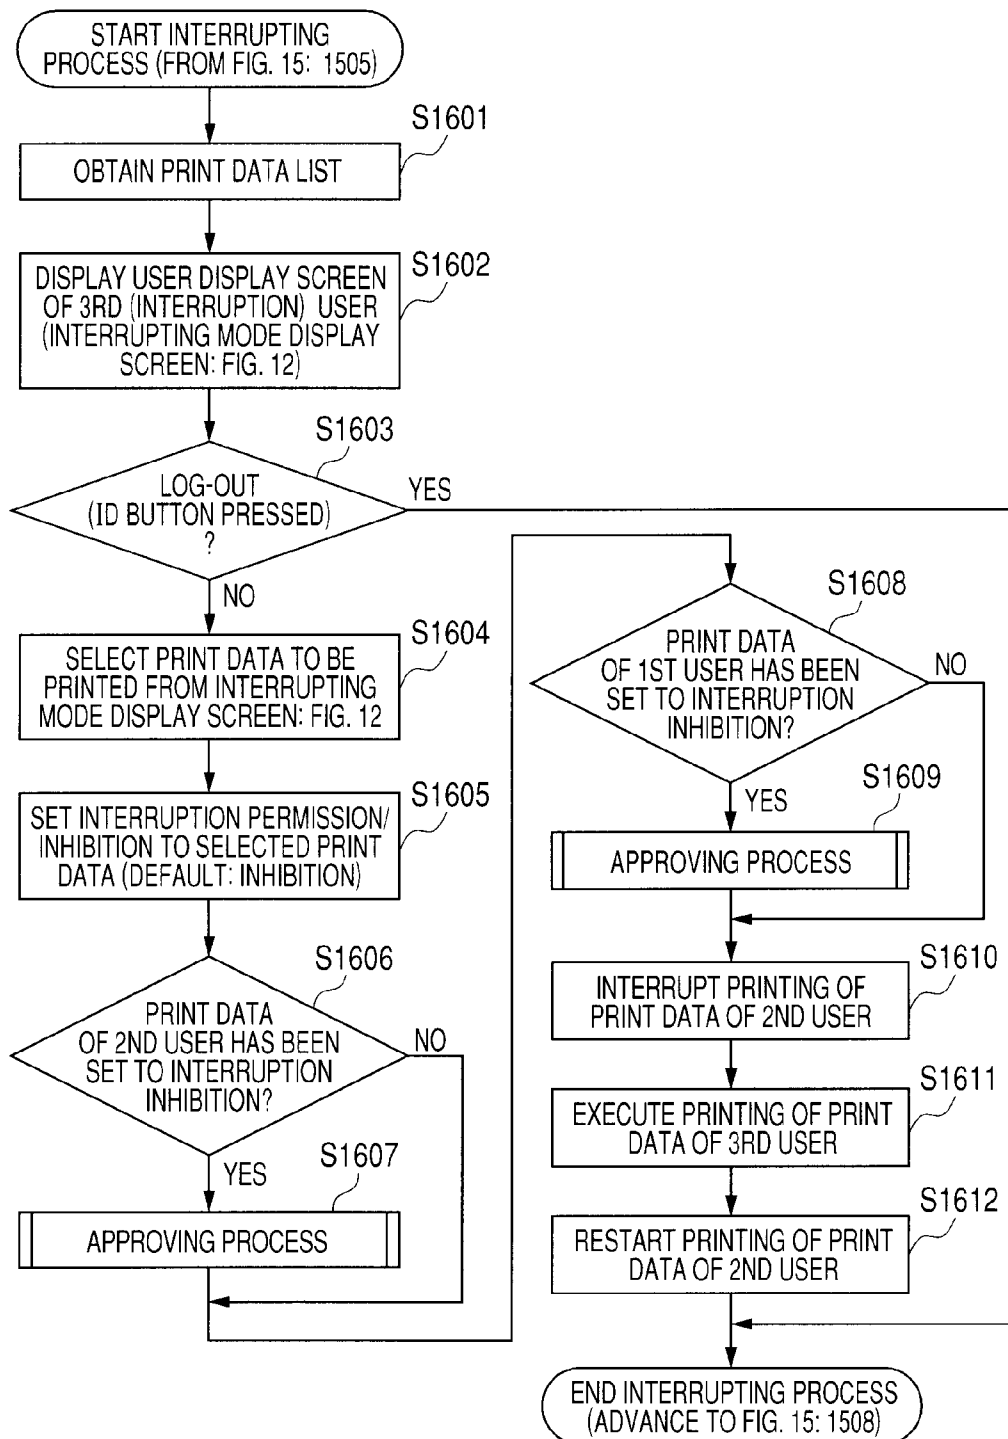 START INTERRUPTING
PROCESS (FROM FIG. 15: 1505)
S1601
OBTAIN PRINT DATA LIST
S1602
DISPLAY USER DISPLAY SCREEN
OF 3RD (INTERRUPTION) USER
(INTERRUPTING MODE DISPLAY
SCREEN: FIG. 12)
S1603
LOG-OUT
(ID BUTTON PRESSED)
?
YES
NO
S1604
SELECT PRINT DATA TO BE
PRINTED FROM INTERRUPTING
MODE DISPLAY SCREEN: FIG. 12
S1605
SET INTERRUPTION PERMISSION/
INHIBITION TO SELECTED PRINT
DATA (DEFAULT: INHIBITION)
S1606
PRINT DATA
OF 2ND USER HAS BEEN
SET TO INTERRUPTION
INHIBITION?
NO
YES
S1607
APPROVING PROCESS
S1608
PRINT DATA
OF 1ST USER HAS BEEN
SET TO INTERRUPTION
INHIBITION?
NO
YES
S1609
APPROVING PROCESS
S1610
INTERRUPT PRINTING OF
PRINT DATA OF 2ND USER
S1611
EXECUTE PRINTING OF PRINT
DATA OF 3RD USER
S1612
RESTART PRINTING OF PRINT
DATA OF 2ND USER
END INTERRUPTING PROCESS
(ADVANCE TO FIG. 15: 1508)